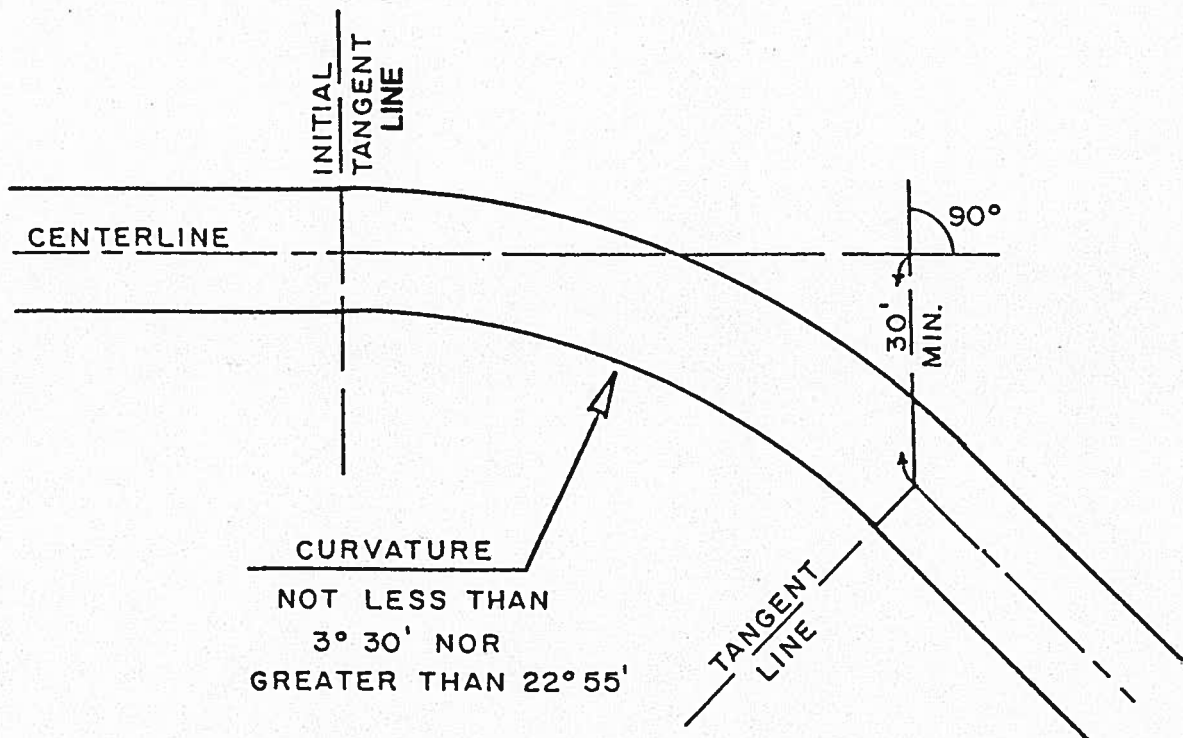 INITIAL
TANGENT
LINE
CENTERLINE
90°
30'
MIN.
CURVATURE
NOT LESS THAN
3° 30' NOR
GREATER THAN 22° 55'
TANGENT
LINE